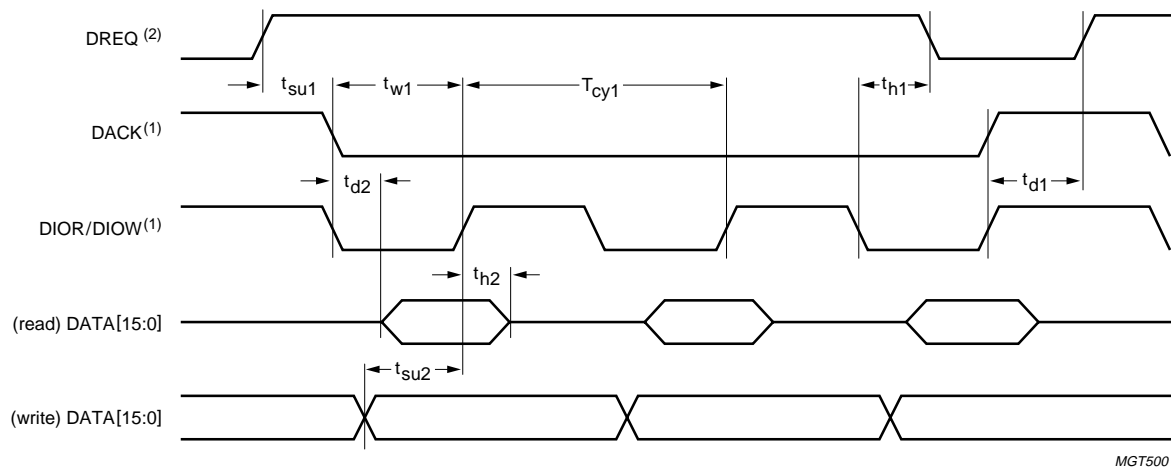 DREQ (2)
tsu1
tw1
Tcy1
th1
DACK(1)
td2
td1
DIOR/DIOW(1)
th2
(read) DATA[15:0]
tsu2
(write) DATA[15:0]
MGT500